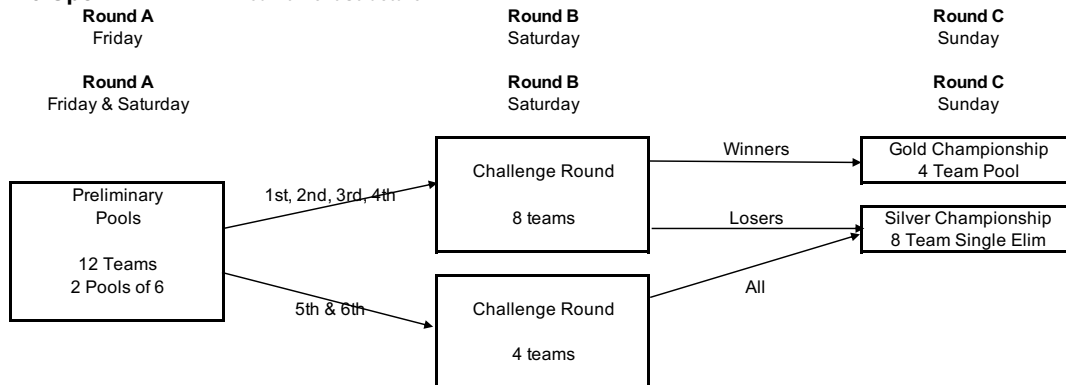 Round A
Round B
Round C
Friday
Saturday
Sunday
Round A
Round B
Round C
Friday & Saturday
Saturday
Sunday
Preliminary
Pools
12 Teams
2 Pools of 6
1st, 2nd, 3rd, 4th
5th & 6th
Challenge Round
8 teams
Challenge Round
4 teams
Winners
Losers
All
Gold Championship
4 Team Pool
Silver Championship
8 Team Single Elim